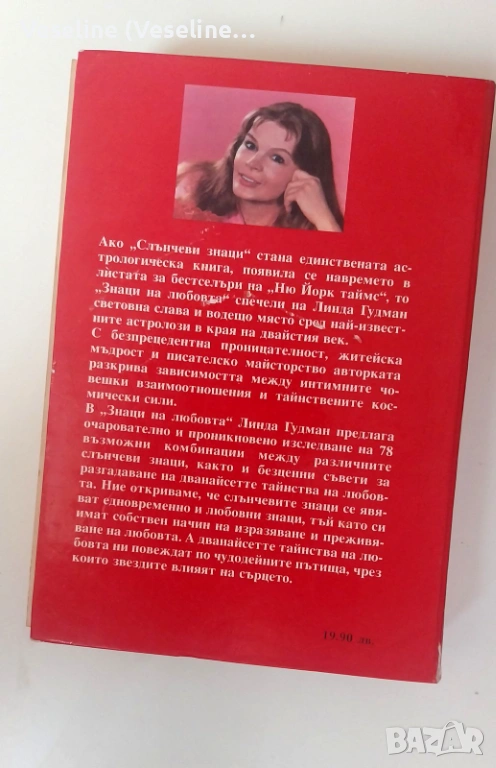 (Veseline...
Ако „Слънчеви знаци“ стана единствената ас-
трологическа книга, появила се навремето в
листата за бестселъри на „Ню Йорк таймс“, то
„Знаци на любовта“ спечели на Линда Гудман
световна слава и водещо място сред най-извест-
ните астролози в края на двайстия век.
С безпрецедентна проницателност, житейска
мъдрост и писателско майсторство авторката
разкрива зависимостта между интимните чо-
вешки взаимоотношения и тайнствените кос-
мически сили.
В „Знаци на любовта“ Линда Гудман предлага
очарователно и проникновено изследване на 78
възможни комбинации между различните
слънчеви знаци, както и безценни съвети за
разгадаване на дванайсетте тайнства на любов-
та. Ние откриваме, че слънчевите знаци се явя-
ват едновременно и любовни знаци, тъй като си
имат собствен начин на изразяване и преживя-
ване на любовта. А дванайсетте тайнства на лю-
бовта ни повеждат по чудодейните пътища, чрез
които звездите влияят на сърцето.
19.90 лв.
BAZAR